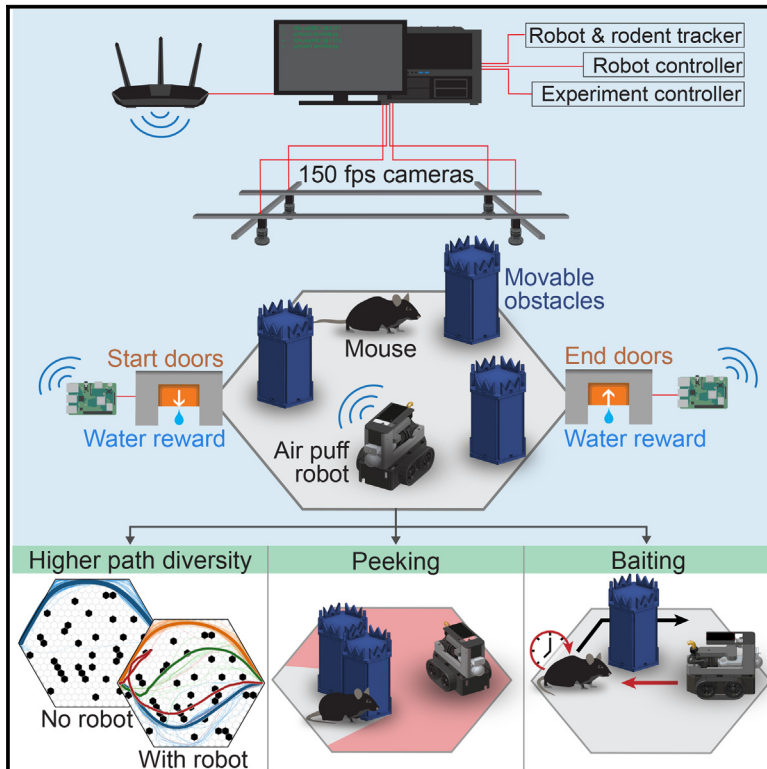 Robot & rodent tracker
Robot controller
Experiment controller
150 fps cameras
Movable
obstacles
Mouse
Start doors
End doors
Water reward
Air puff
robot
Water reward
Higher path diversity
Peeking
Baiting
No robot
With robot